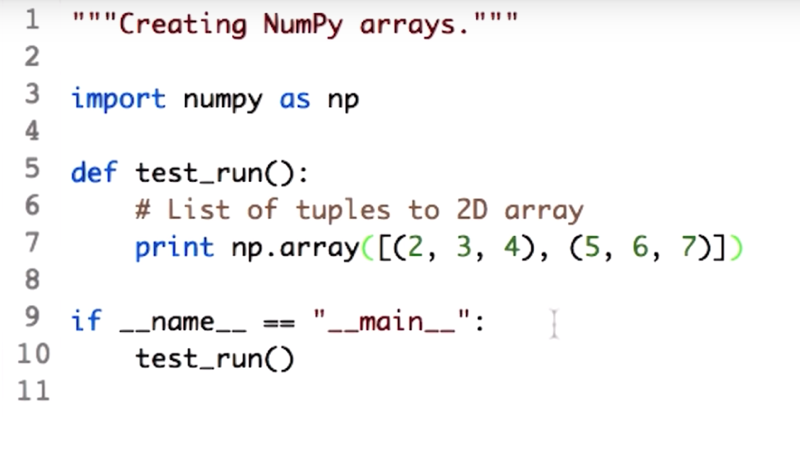 1 """Creating NumPy arrays."""
2
3 import numpy as np
4
5 def test_run():
6     # List of tuples to 2D array
7     print np.array([(2, 3, 4), (5, 6, 7)])
8
9 if __name__ == "__main__":
10     test_run()
11